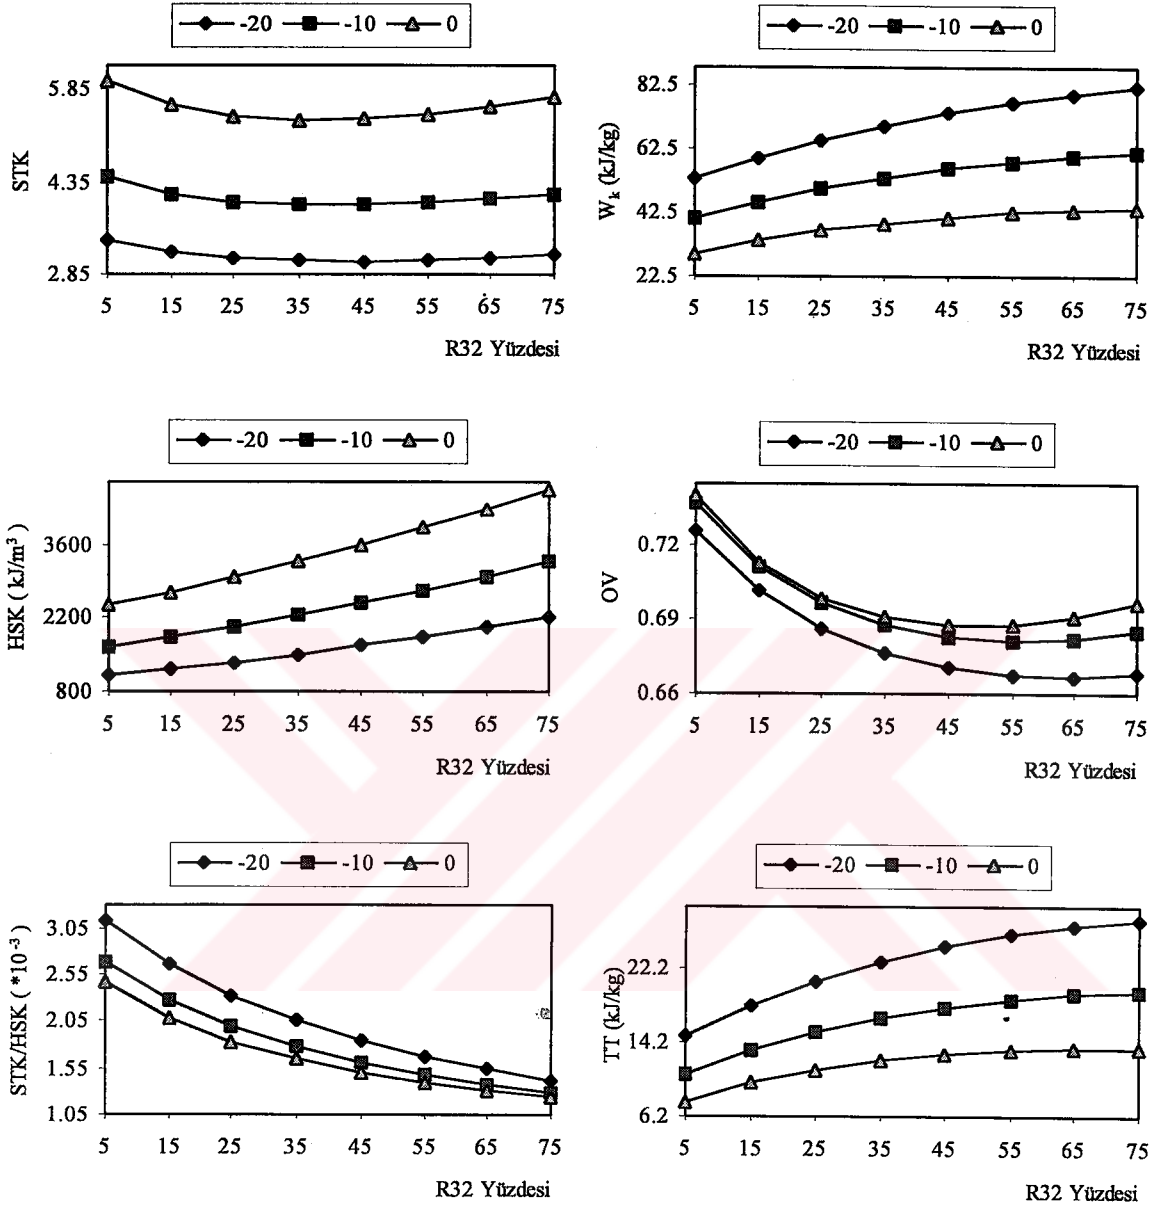 -20 -10 0
STK
5.85
4.35
2.85
5 15 25 35 45 55 65 75
R32 Yüzdesi
-20 -10 0
W_k (kJ/kg)
82.5
62.5
42.5
22.5
5 15 25 35 45 55 65 75
R32 Yüzdesi
-20 -10 0
HSK ( kJ/m³ )
3600
2200
800
5 15 25 35 45 55 65 75
R32 Yüzdesi
-20 -10 0
OV
0.72
0.69
0.66
5 15 25 35 45 55 65 75
R32 Yüzdesi
-20 -10 0
STK/HSK ( *10⁻³ )
3.05
2.55
2.05
1.55
1.05
5 15 25 35 45 55 65 75
R32 Yüzdesi
-20 -10 0
TT (kJ/kg)
22.2
14.2
6.2
5 15 25 35 45 55 65 75
R32 Yüzdesi